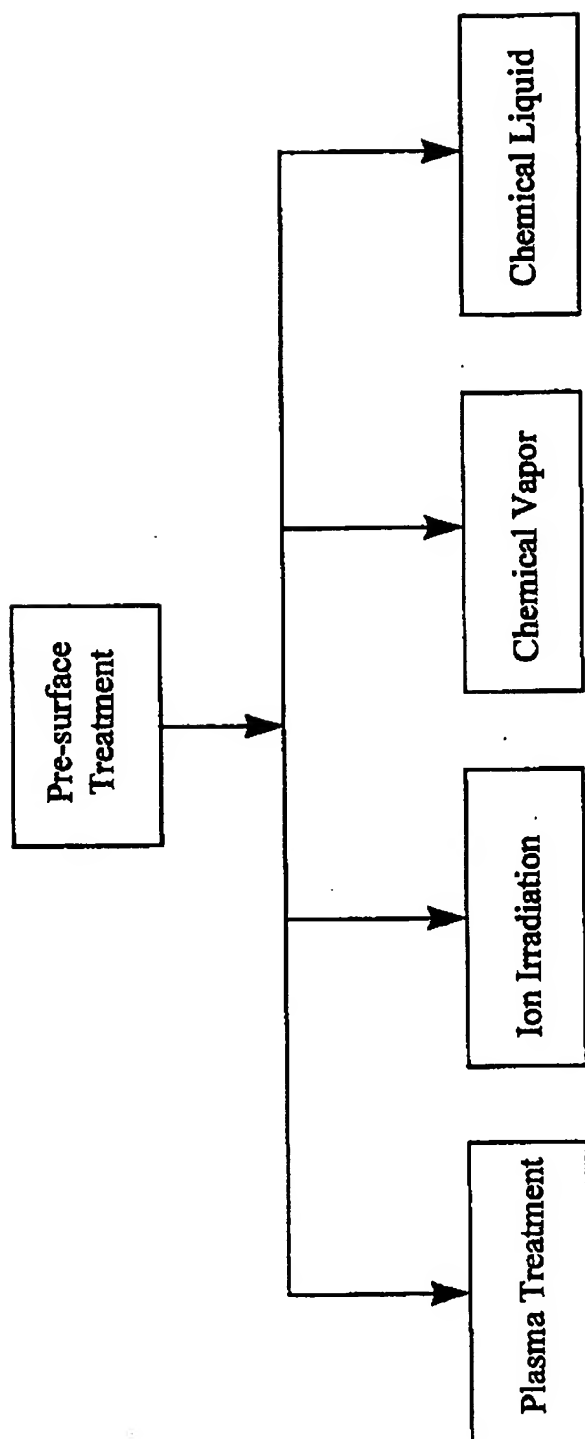 Pre-surface
Treatment
Plasma Treatment
Ion Irradiation
Chemical Vapor
Chemical Liquid